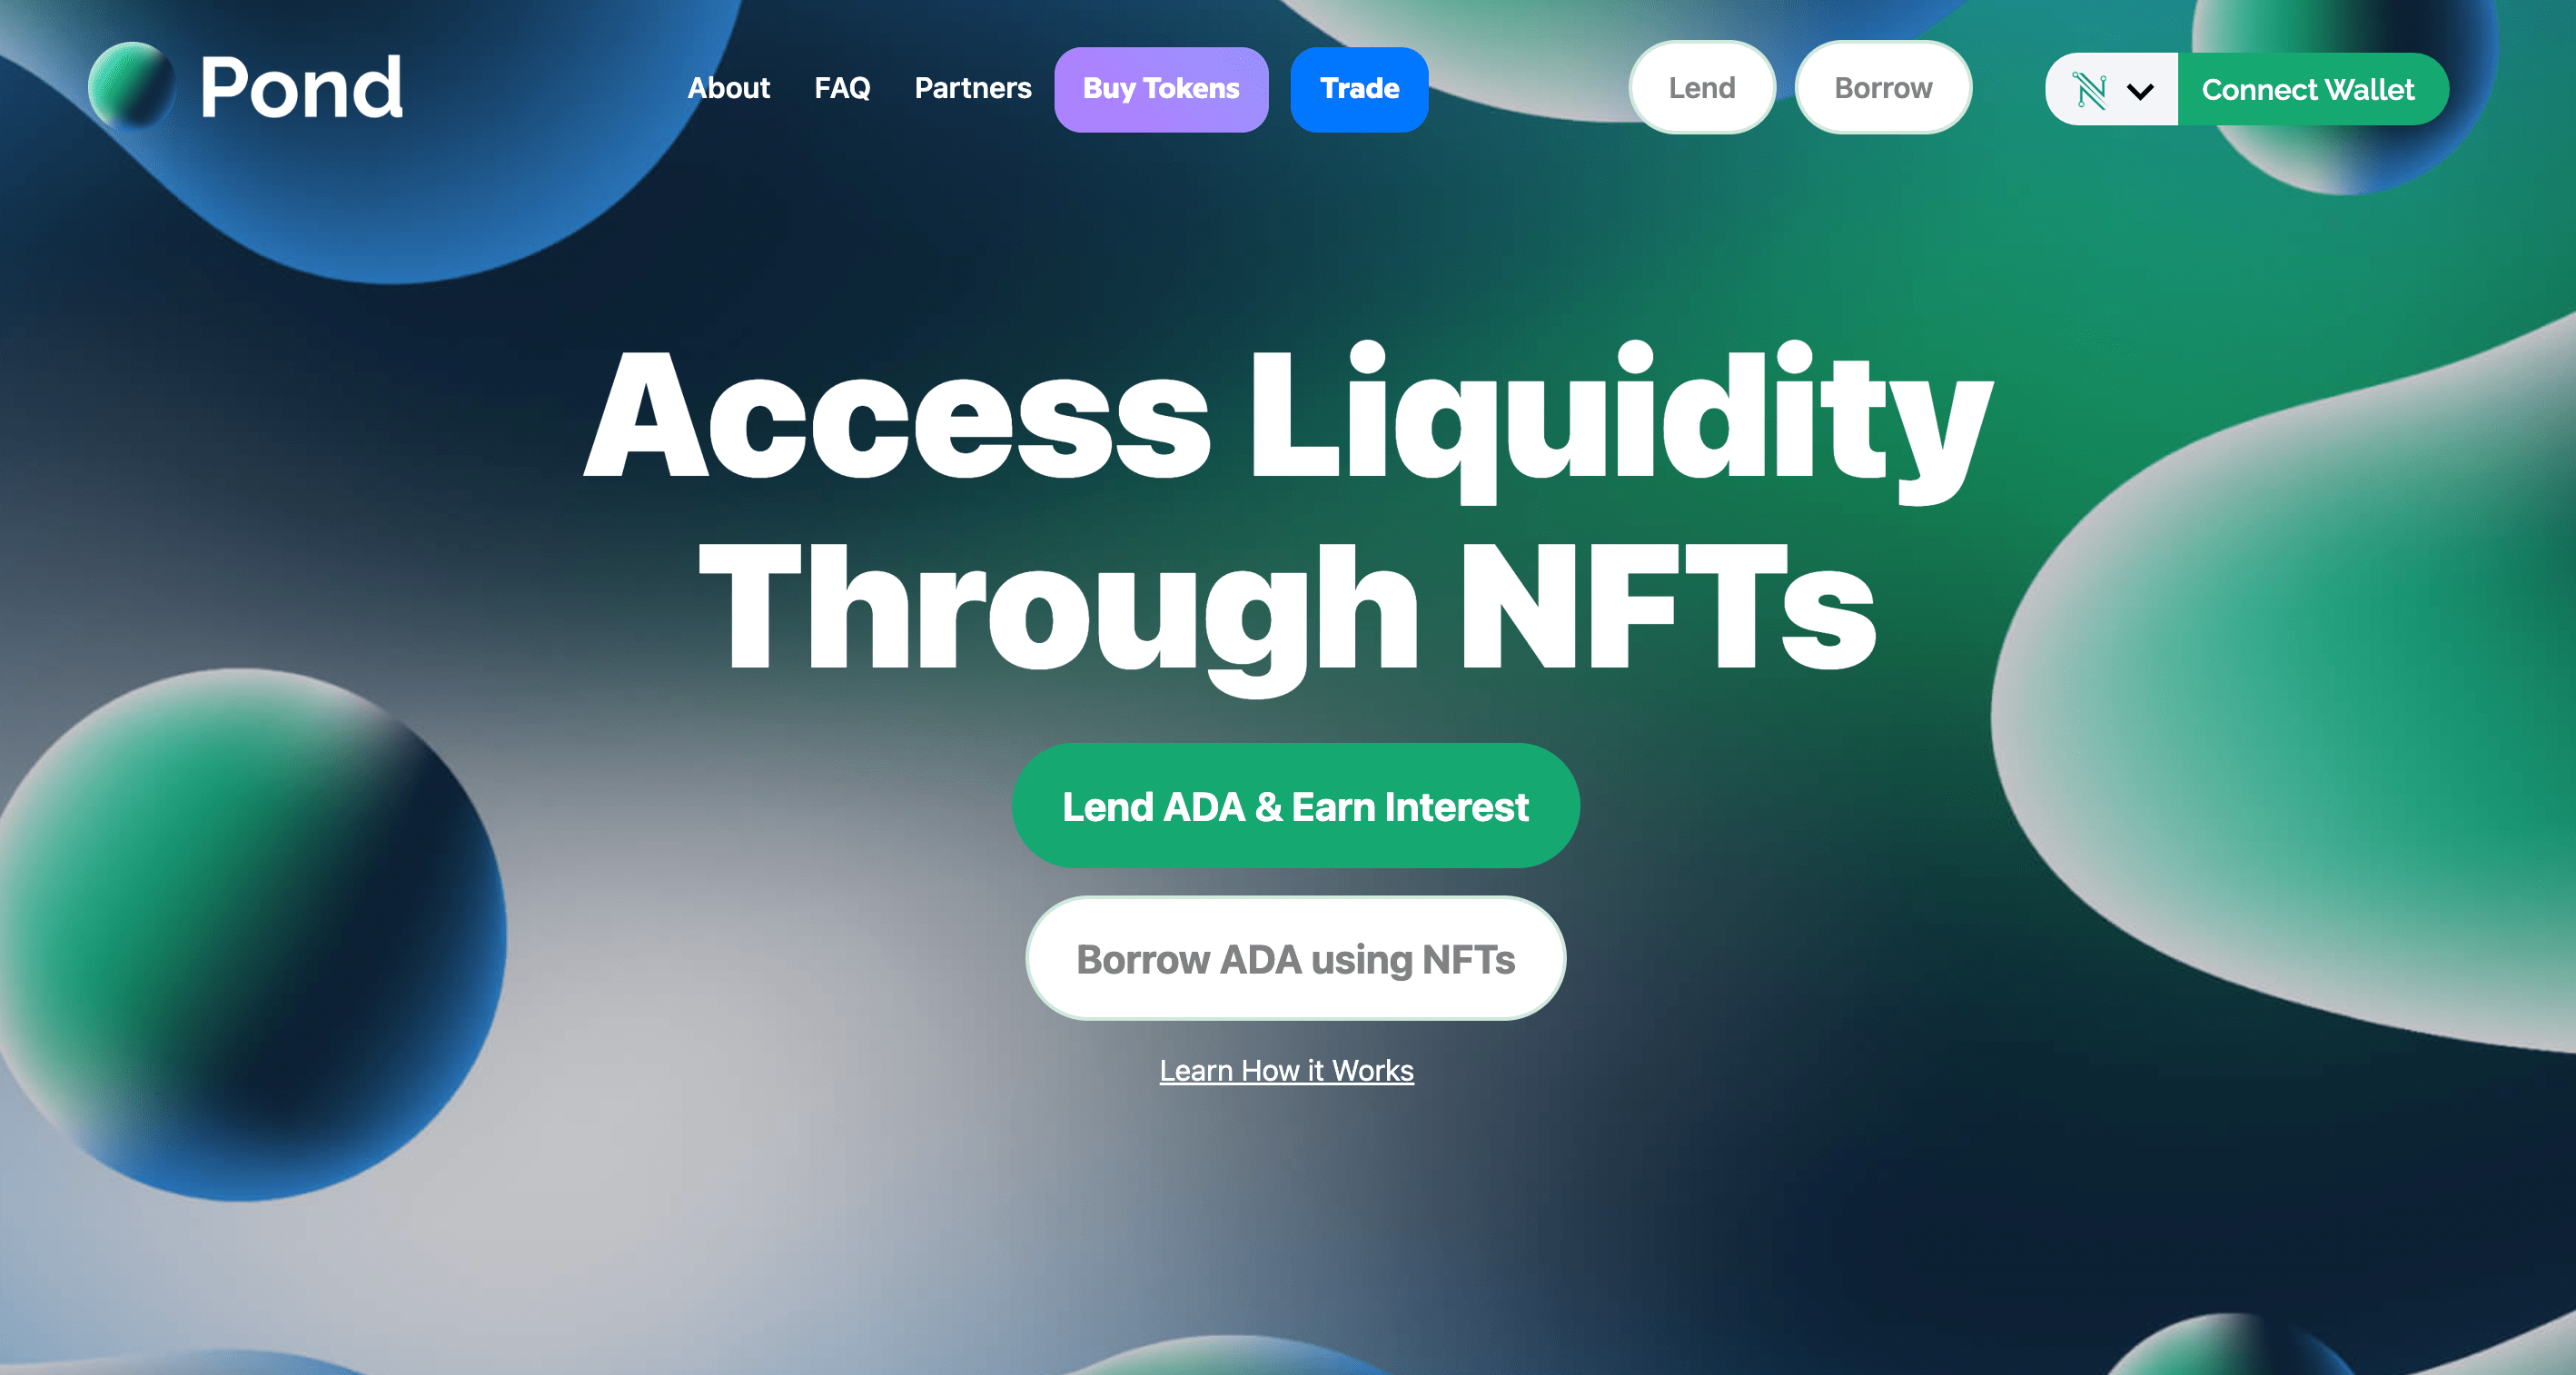 Pond
About
FAQ
Partners
Buy Tokens
Trade
Lend
Borrow
Connect Wallet
Access Liquidity
Through NFTs
Lend ADA & Earn Interest
Borrow ADA using NFTs
Learn How it Works